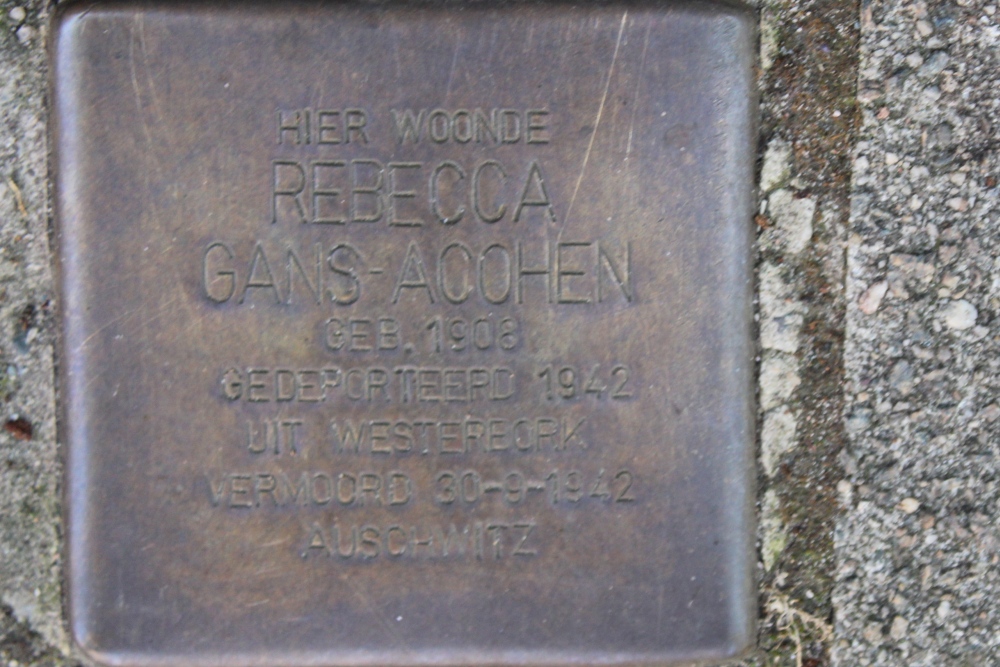 HIER WOONDE
REBECCA
GANS-ACOHEN
GEB. 1908
GEDEPORTEERD 1942
UIT WESTERBORK
VERMOORD 30-9-1942
AUSCHWITZ